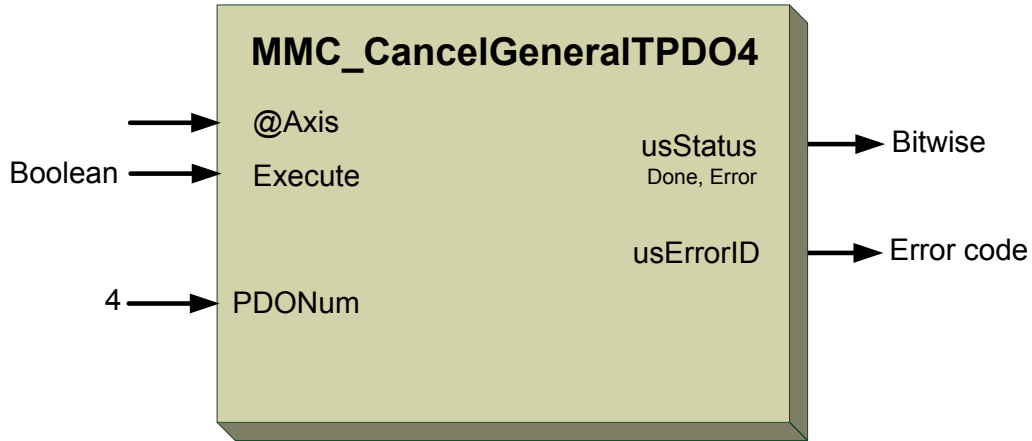 MMC_CancelGeneralTPDO4
@Axis
Boolean
Execute
usStatus
Done, Error
Bitwise
usErrorID
Error code
4
PDONum